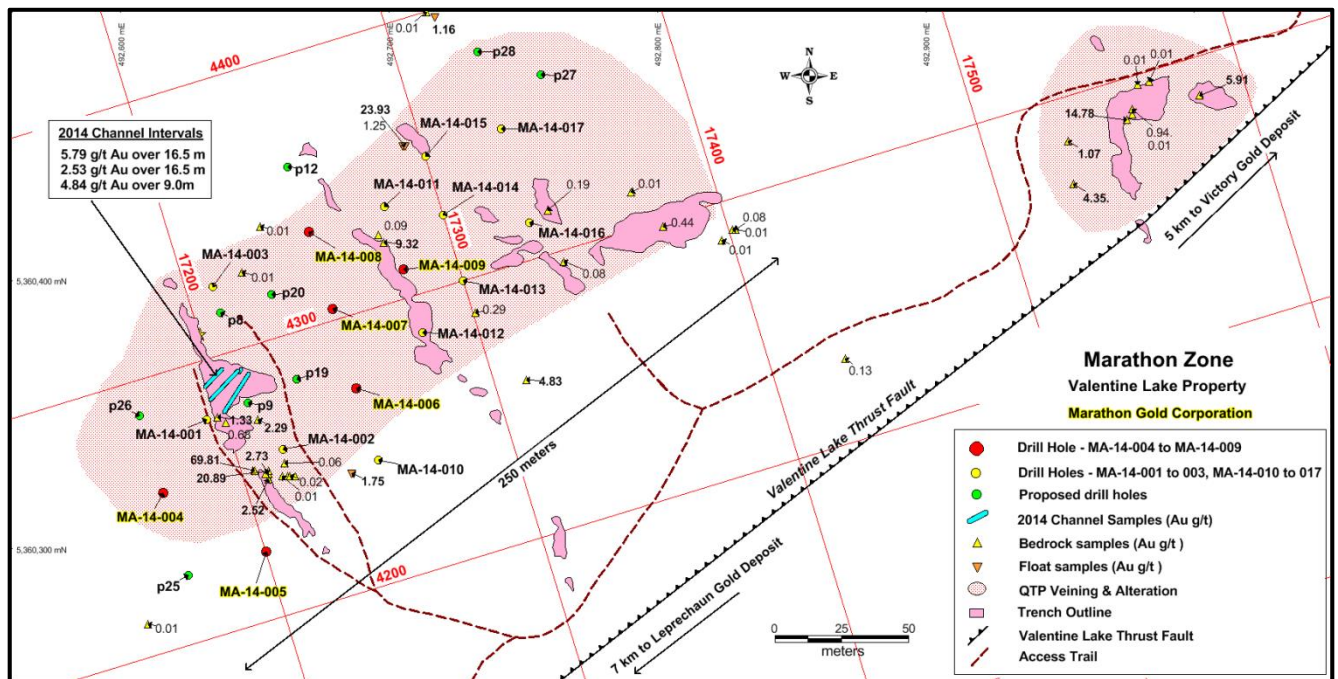 492,600 mE
492,700 mE
492,800 mE
492,900 mE
4400
0.01
1.16
p28
p27
N
W E
S
17500
0.01
0.01
5.91
2014 Channel Intervals
5.79 g/t Au over 16.5 m
2.53 g/t Au over 16.5 m
4.84 g/t Au over 9.0m
23.93
1.25
MA-14-015
MA-14-017
14.78
0.94
0.01
17400
1.07
p12
MA-14-011
MA-14-014
0.19
0.01
4.35.
0.01
0.09
17300
9.32
MA-14-016
0.44
0.08
0.01
0.01
5 km to Victory Gold Deposit
MA-14-003
MA-14-008
17200
0.01
MA-14-009
0.08
5,360,400 mN
p20
MA-14-013
p8
4300
MA-14-007
0.29
MA-14-012
p19
4.83
0.13
MA-14-006
p26
p9
1.33
MA-14-001
2.29
0.68
MA-14-002
250 meters
Valentine Lake Thrust Fault
69.81
2.73
0.06
MA-14-010
20.89
0.02
0.01
1.75
2.52
MA-14-004
5,360,300 mN
p25
MA-14-005
4200
0.01
7 km to Leprechaun Gold Deposit
0 25 50
meters
Marathon Zone
Valentine Lake Property
Marathon Gold Corporation
Drill Hole - MA-14-004 to MA-14-009
Drill Holes - MA-14-001 to 003, MA-14-010 to 017
Proposed drill holes
2014 Channel Samples (Au g/t)
Bedrock samples (Au g/t )
Float samples (Au g/t )
QTP Veining & Alteration
Trench Outline
Valentine Lake Thrust Fault
Access Trail